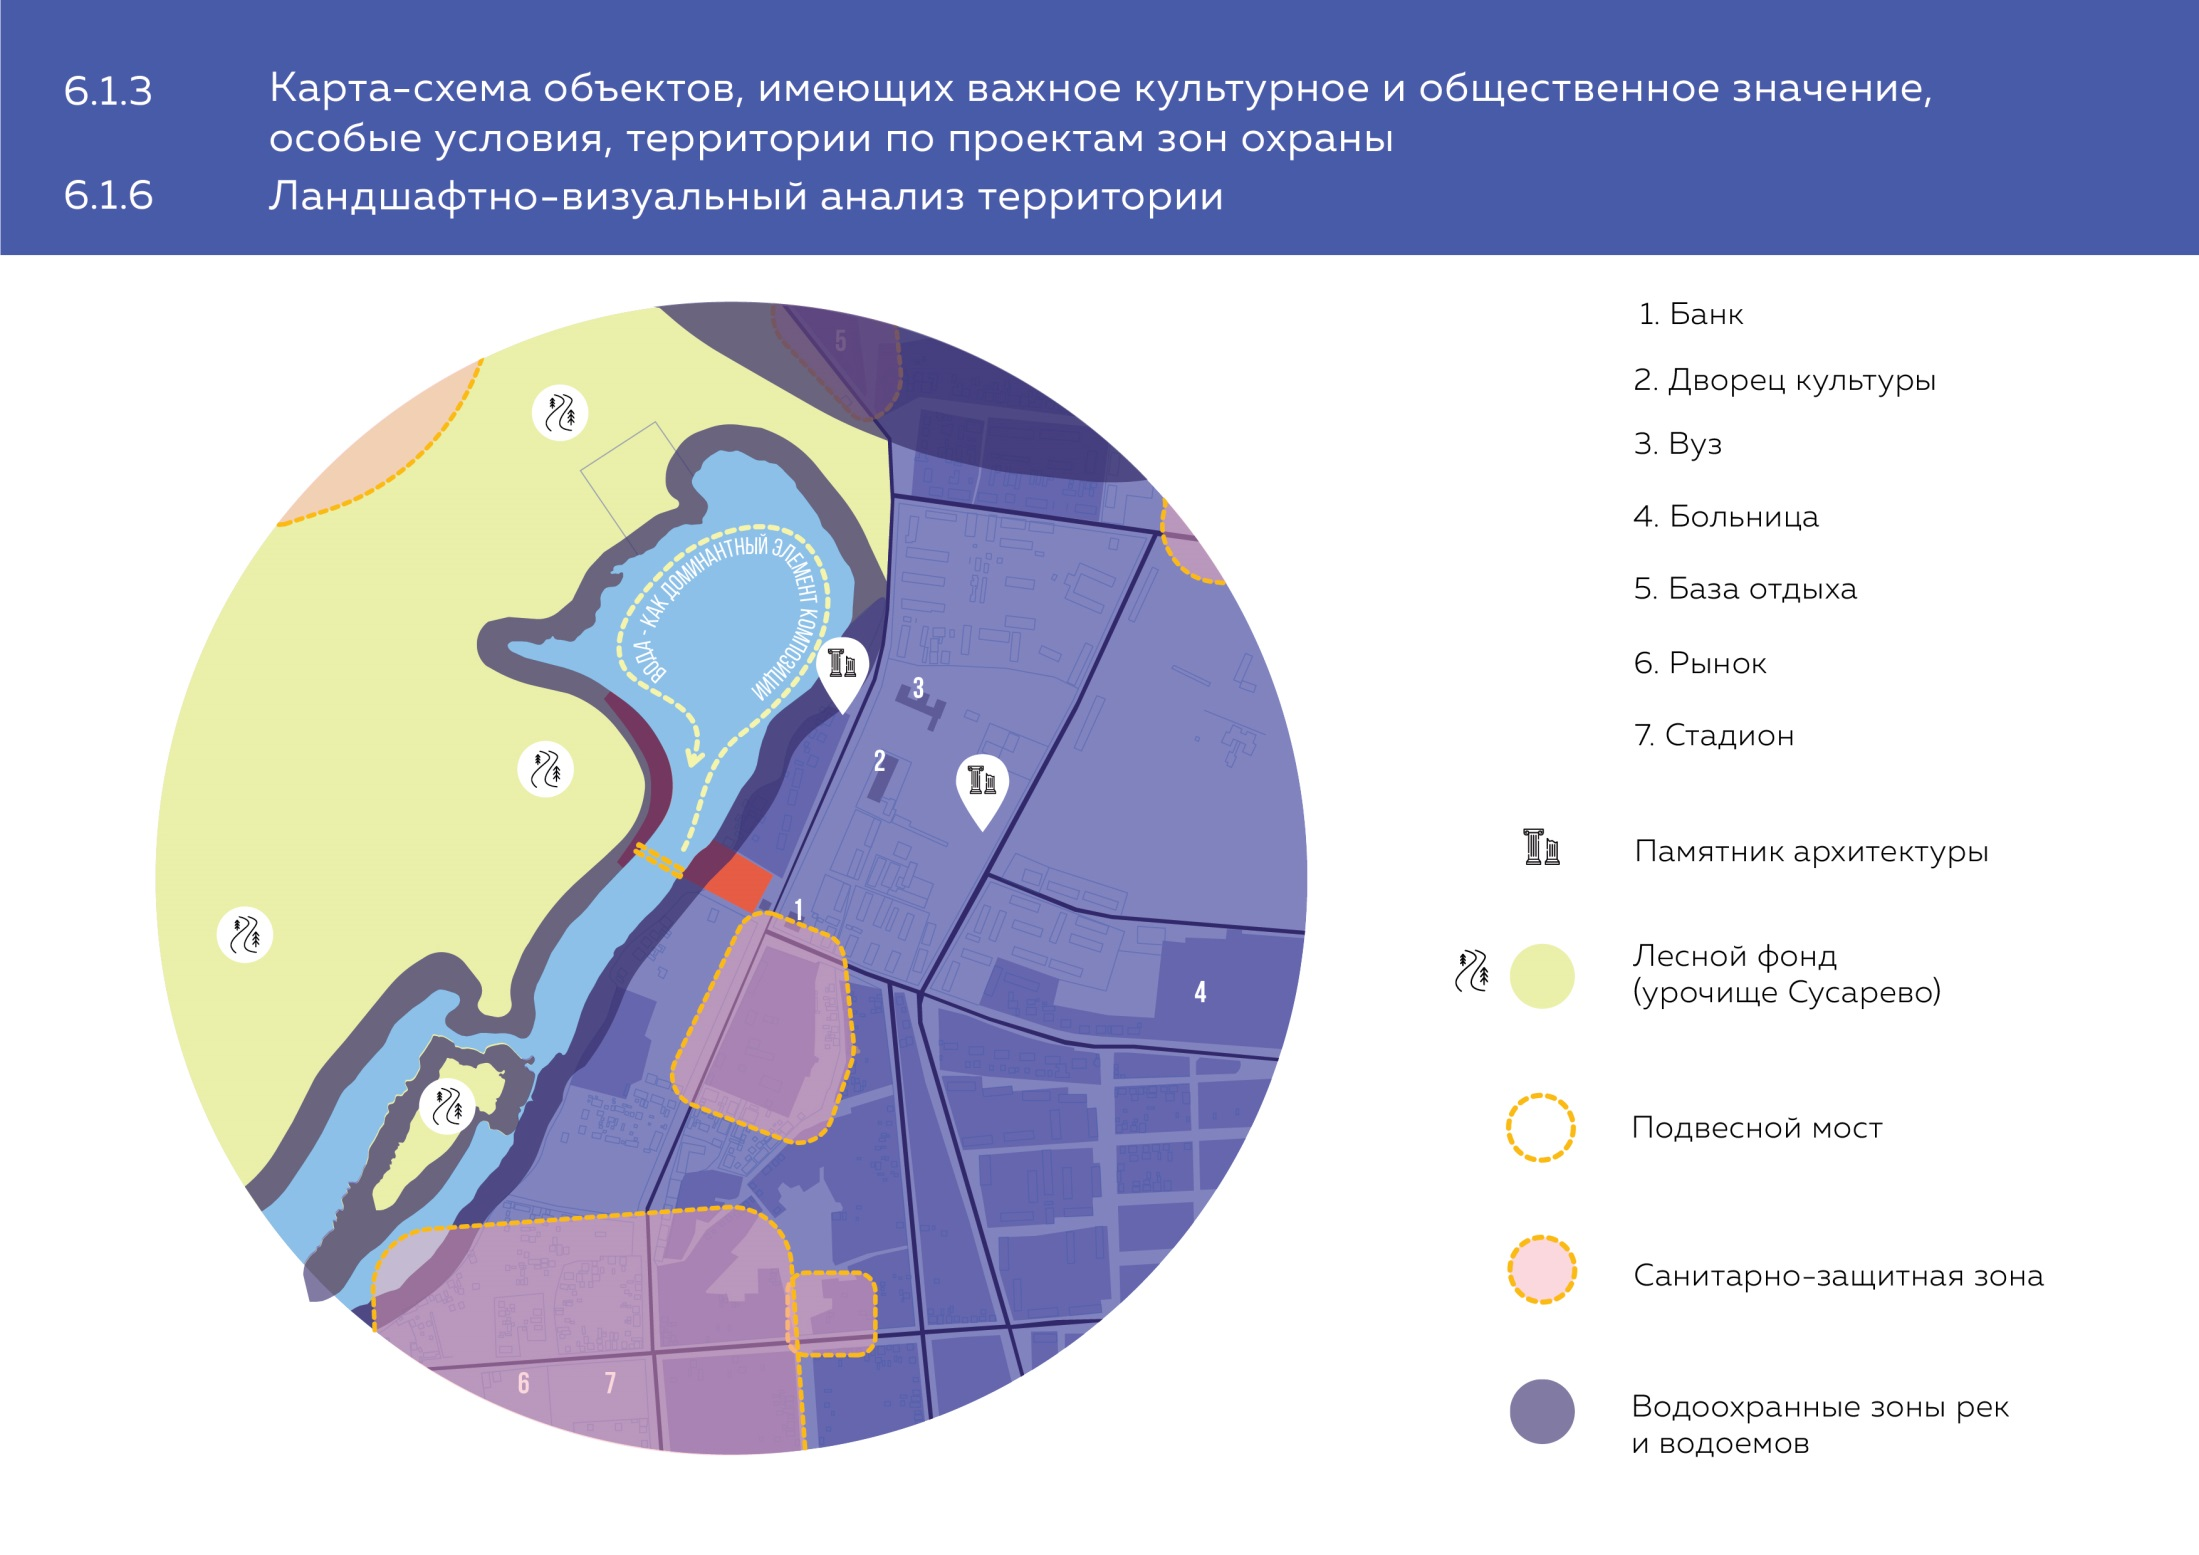 6.1.3 Карта-схема объектов, имеющих важное культурное и общественное значение,
особые условия, территории по проектам зон охраны
6.1.6 Ландшафтно-визуальный анализ территории
5
ВОДА - КАК ДОМИНАНТНЫЙ ЭЛЕМЕНТ КОМПОЗИЦИИ
3
2
1
4
6
7
1. Банк
2. Дворец культуры
3. Вуз
4. Больница
5. База отдыха
6. Рынок
7. Стадион
Памятник архитектуры
Лесной фонд
(урочище Сусарево)
Подвесной мост
Санитарно-защитная зона
Водоохранные зоны рек
и водоемов